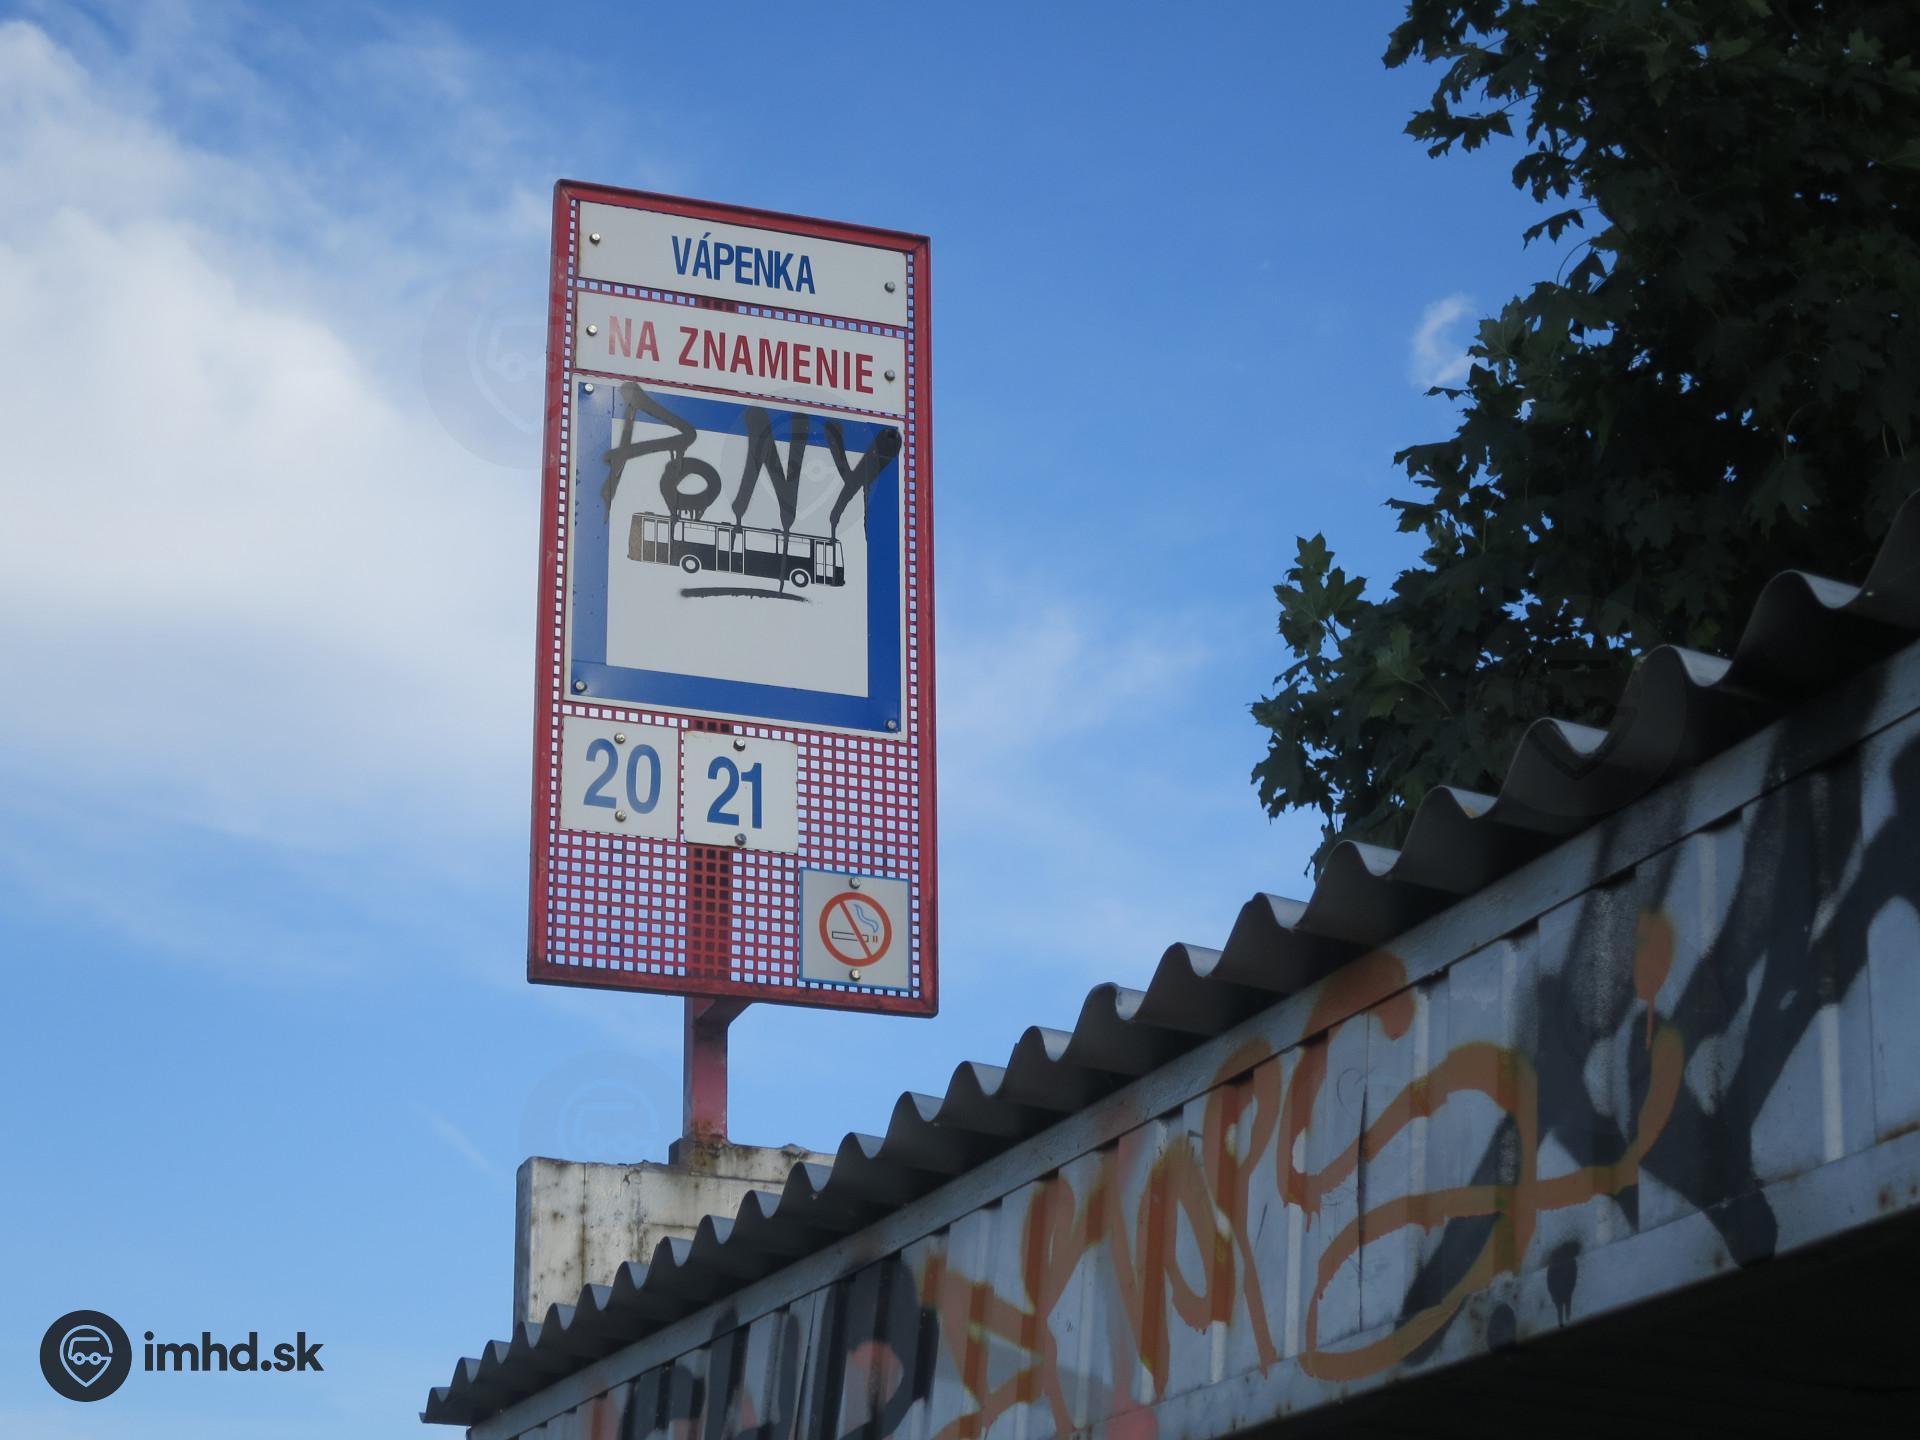 VÁPENKA
NA ZNAMENIE
PONY
20 21
imhd.sk